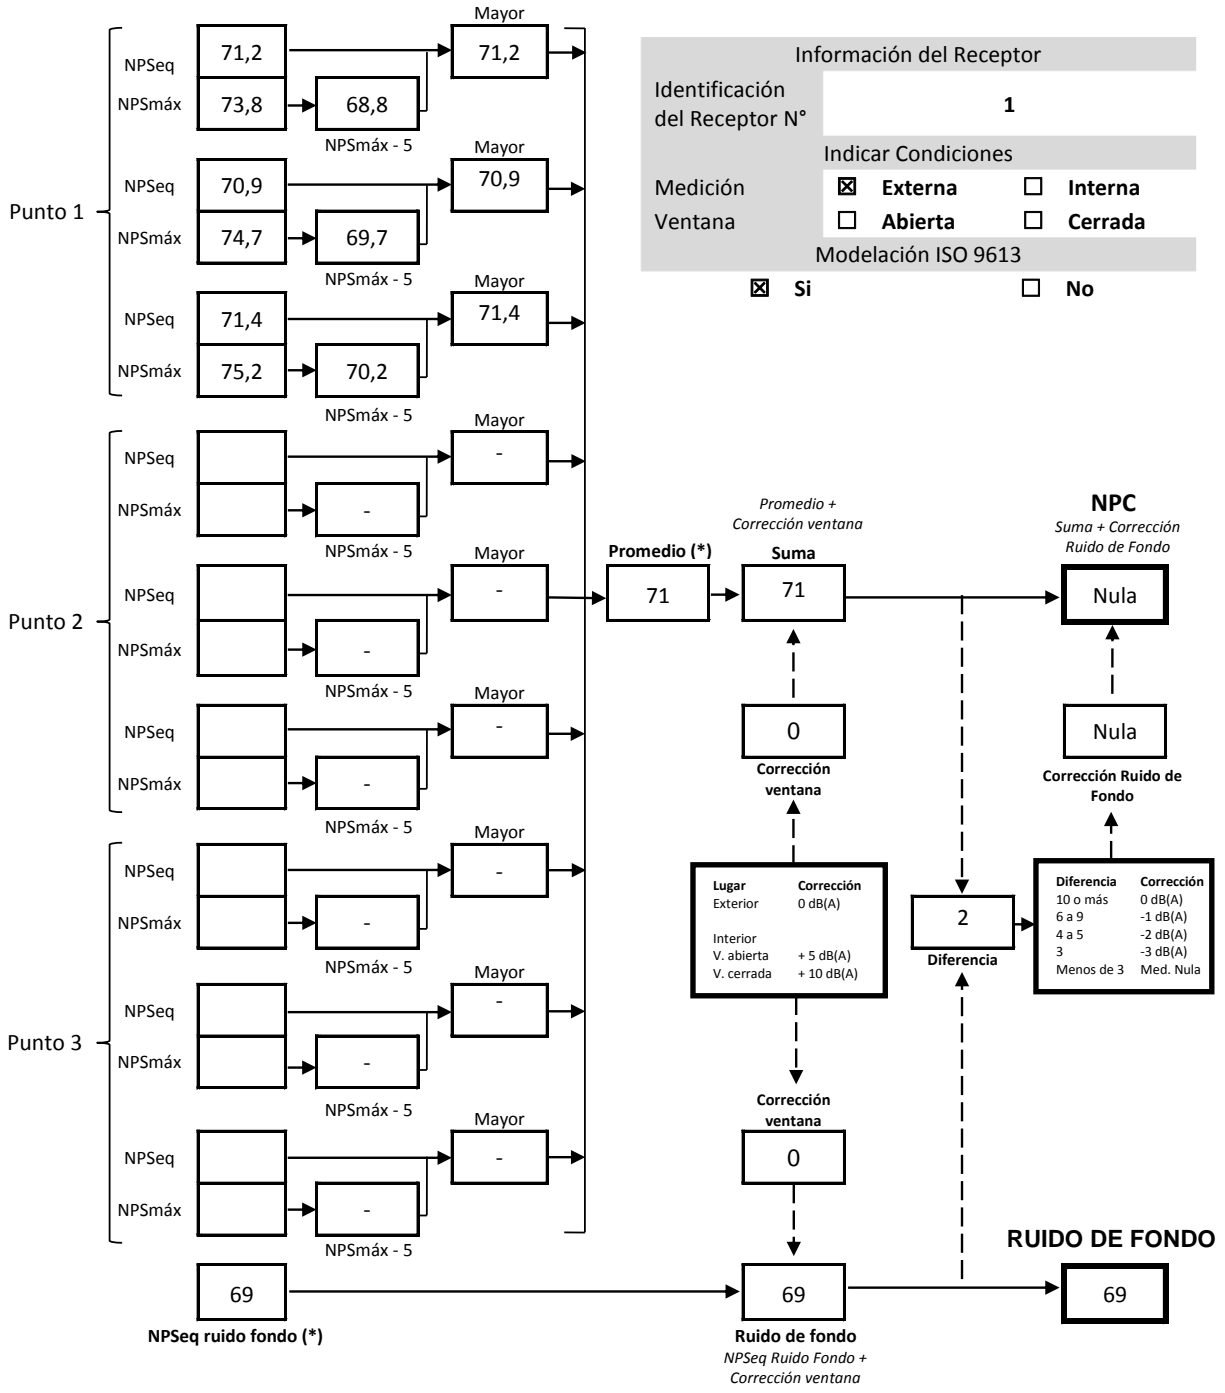 Mayor
NPSeq
71,2
71,2
NPSmáx
73,8
68,8
NPSmáx - 5
Mayor
Punto 1
NPSeq
70,9
70,9
NPSmáx
74,7
69,7
NPSmáx - 5
Mayor
NPSeq
71,4
71,4
NPSmáx
75,2
70,2
NPSmáx - 5
Información del Receptor
Identificación
del Receptor N°
1
Indicar Condiciones
Medición
Externa
Interna
Ventana
Abierta
Cerrada
Modelación ISO 9613
Si
No
Mayor
NPSeq
-
NPSmáx
-
NPSmáx - 5
Mayor
Punto 2
NPSeq
-
NPSmáx
-
NPSmáx - 5
Mayor
NPSeq
-
NPSmáx
-
NPSmáx - 5
Mayor
NPSeq
-
NPSmáx
-
NPSmáx - 5
Mayor
Punto 3
NPSeq
-
NPSmáx
-
NPSmáx - 5
Mayor
NPSeq
-
NPSmáx
-
NPSmáx - 5
Promedio (*)
71
Promedio +
Corrección ventana
Suma
71
0
Corrección
ventana
Lugar Corrección
Exterior 0 dB(A)
Interior
V. abierta + 5 dB(A)
V. cerrada + 10 dB(A)
Corrección
ventana
0
NPC
Suma + Corrección
Ruido de Fondo
Nula
Nula
Corrección Ruido de
Fondo
2
Diferencia
Diferencia Corrección
10 o más 0 dB(A)
6 a 9 -1 dB(A)
4 a 5 -2 dB(A)
3 -3 dB(A)
Menos de 3 Med. Nula
69
NPSeq ruido fondo (*)
69
Ruido de fondo
NPSeq Ruido Fondo +
Corrección ventana
RUIDO DE FONDO
69